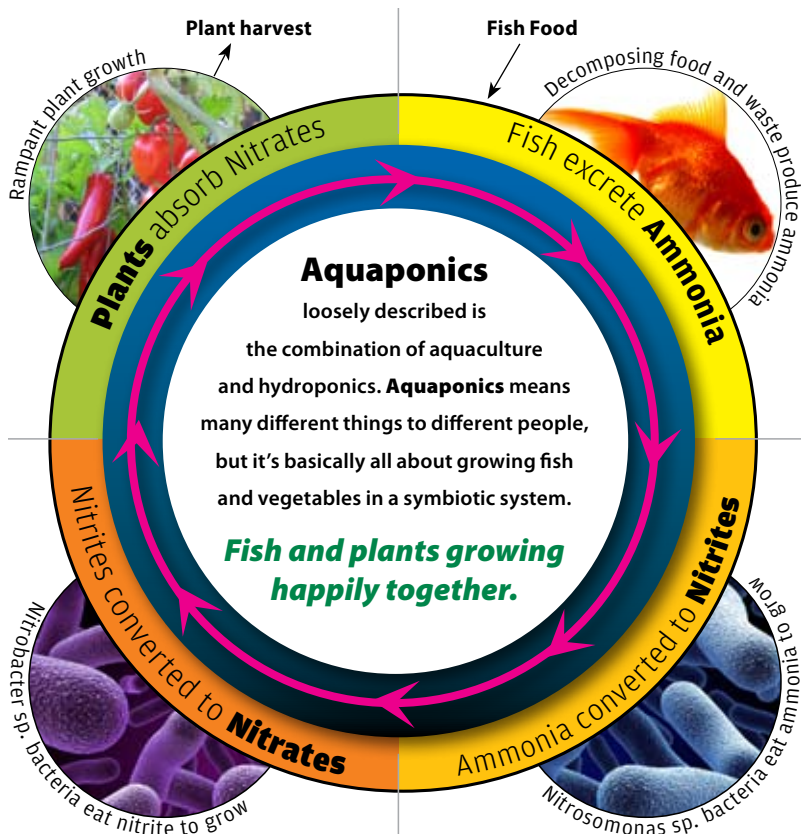 Plant harvest
Fish Food
Rampant plant growth
Decomposing food and waste produce ammonia
Plants absorb Nitrates
Fish excrete Ammonia
Aquaponics
loosely described is
the combination of aquaculture
and hydroponics. Aquaponics means
many different things to different people,
but it's basically all about growing fish
and vegetables in a symbiotic system.
Fish and plants growing
happily together.
Nitrites converted to Nitrates
Ammonia converted to Nitrites
Nitrobacter sp. bacteria eat nitrite to grow
Nitrosomonas sp. bacteria eat ammonia to grow